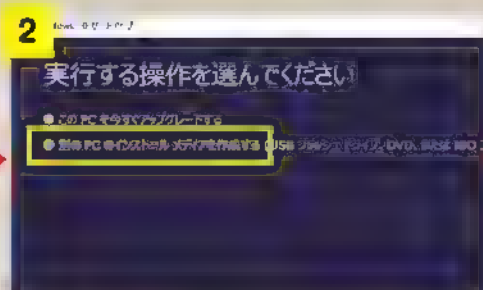 2
実行する操作を選んでください
この PC を今すぐアップグレードする
別の PC のインストール メディアを作成する (USB フラッシュ ドライブ、DVD、または ISO